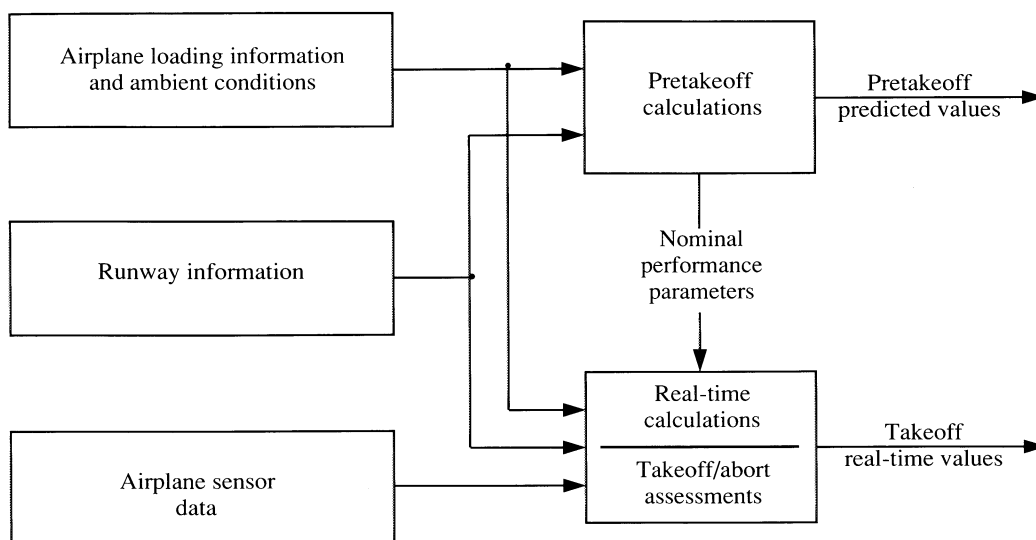 Airplane loading information
and ambient conditions
Pretakeoff
calculations
Pretakeoff
predicted values
Runway information
Nominal
performance
parameters
Airplane sensor
data
Real-time
calculations
Takeoff/abort
assessments
Takeoff
real-time values